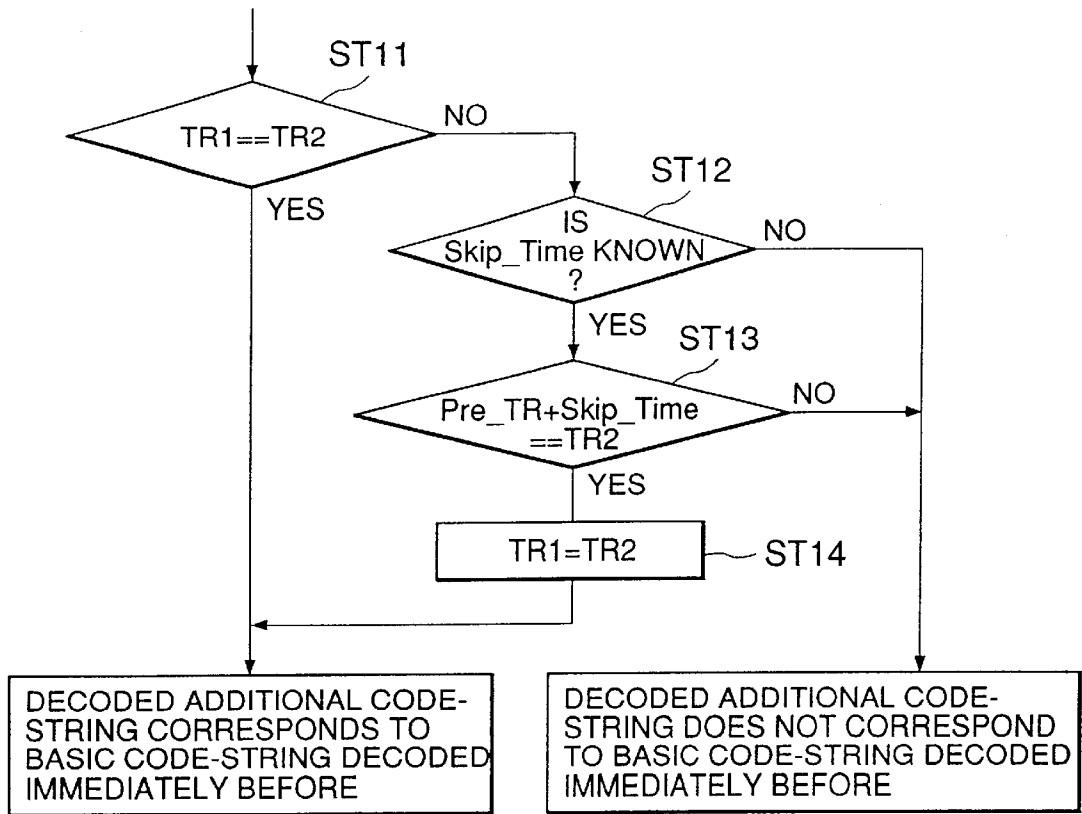 ST11
TR1==TR2
NO
YES
ST12
IS
Skip_Time KNOWN
?
NO
YES
ST13
Pre_TR+Skip_Time
==TR2
NO
YES
TR1=TR2
ST14
DECODED ADDITIONAL CODE-
STRING CORRESPONDS TO
BASIC CODE-STRING DECODED
IMMEDIATELY BEFORE
DECODED ADDITIONAL CODE-
STRING DOES NOT CORRESPOND
TO BASIC CODE-STRING DECODED
IMMEDIATELY BEFORE